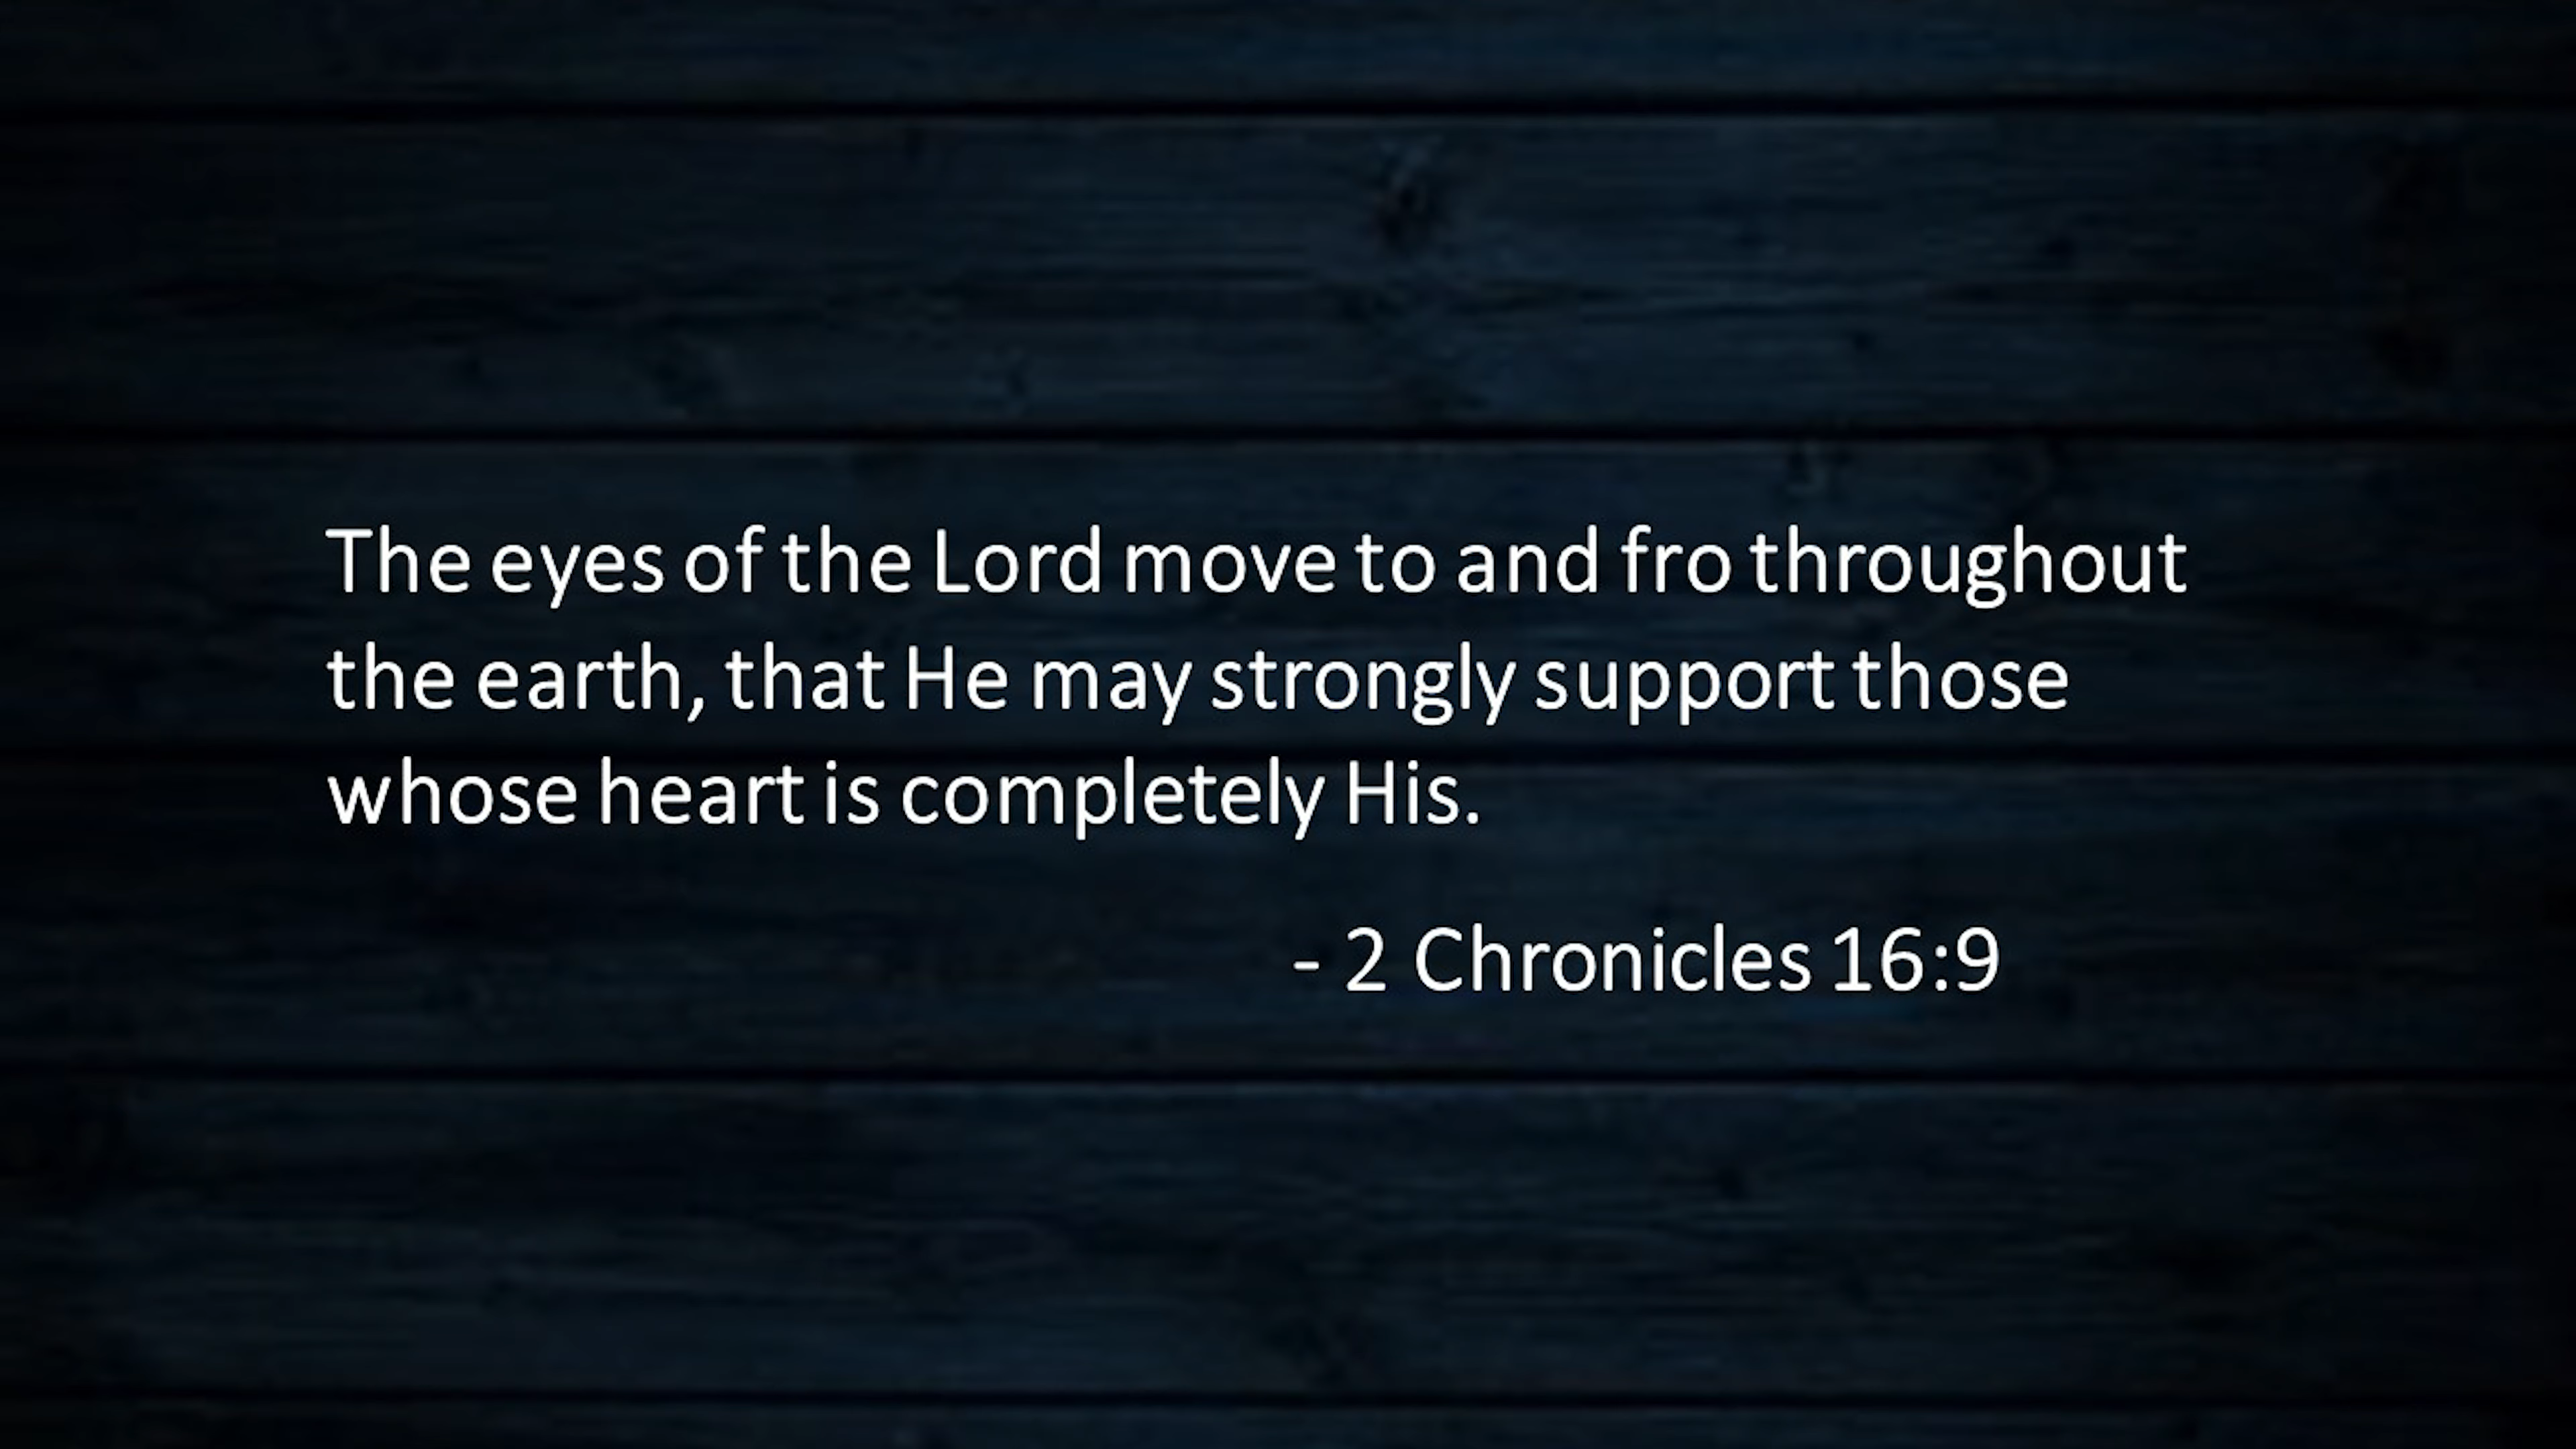 The eyes of the Lord move to and fro throughout
the earth, that He may strongly support those
whose heart is completely His.
- 2 Chronicles 16:9